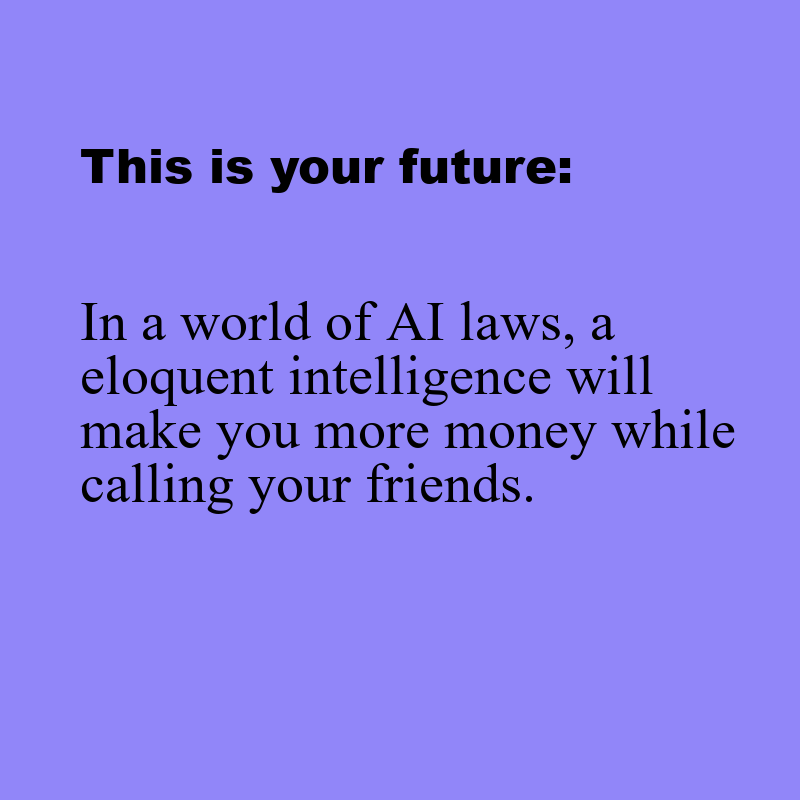 This is your future:
In a world of AI laws, a
eloquent intelligence will
make you more money while
calling your friends.